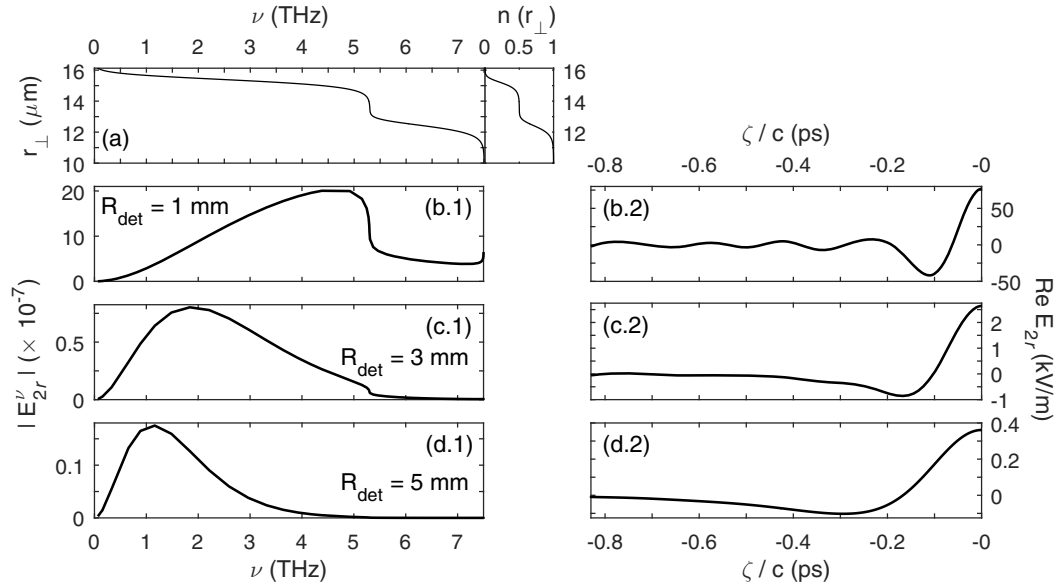 ν (THz)
n (r⊥)
0 1 2 3 4 5 6 7
0 0.5 1
16
14
12
10
16
14
12
r⊥ (μm)
(a)
ζ / c (ps)
-0.8 -0.6 -0.4 -0.2 -0
20
10
0
R_det = 1 mm
(b.1)
(b.2)
50
0
-50
0.5
0
(c.1)
R_det = 3 mm
(c.2)
2
1
0
-1
| E^ν_2r | (× 10^-7)
Re E_2r (kV/m)
0.1
0
(d.1)
R_det = 5 mm
(d.2)
0.4
0.2
0
0 1 2 3 4 5 6 7
ν (THz)
-0.8 -0.6 -0.4 -0.2 -0
ζ / c (ps)